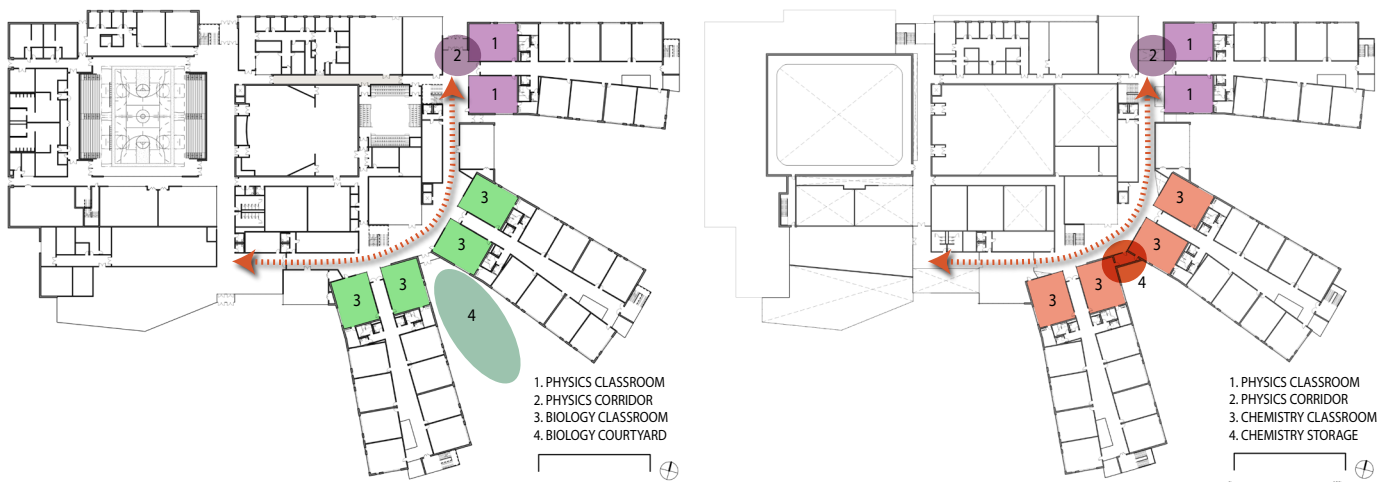 1
2
1
3
3
3
3
4
1. PHYSICS CLASSROOM
2. PHYSICS CORRIDOR
3. BIOLOGY CLASSROOM
4. BIOLOGY COURTYARD
1
2
1
3
3
3
3
4
1. PHYSICS CLASSROOM
2. PHYSICS CORRIDOR
3. CHEMISTRY CLASSROOM
4. CHEMISTRY STORAGE